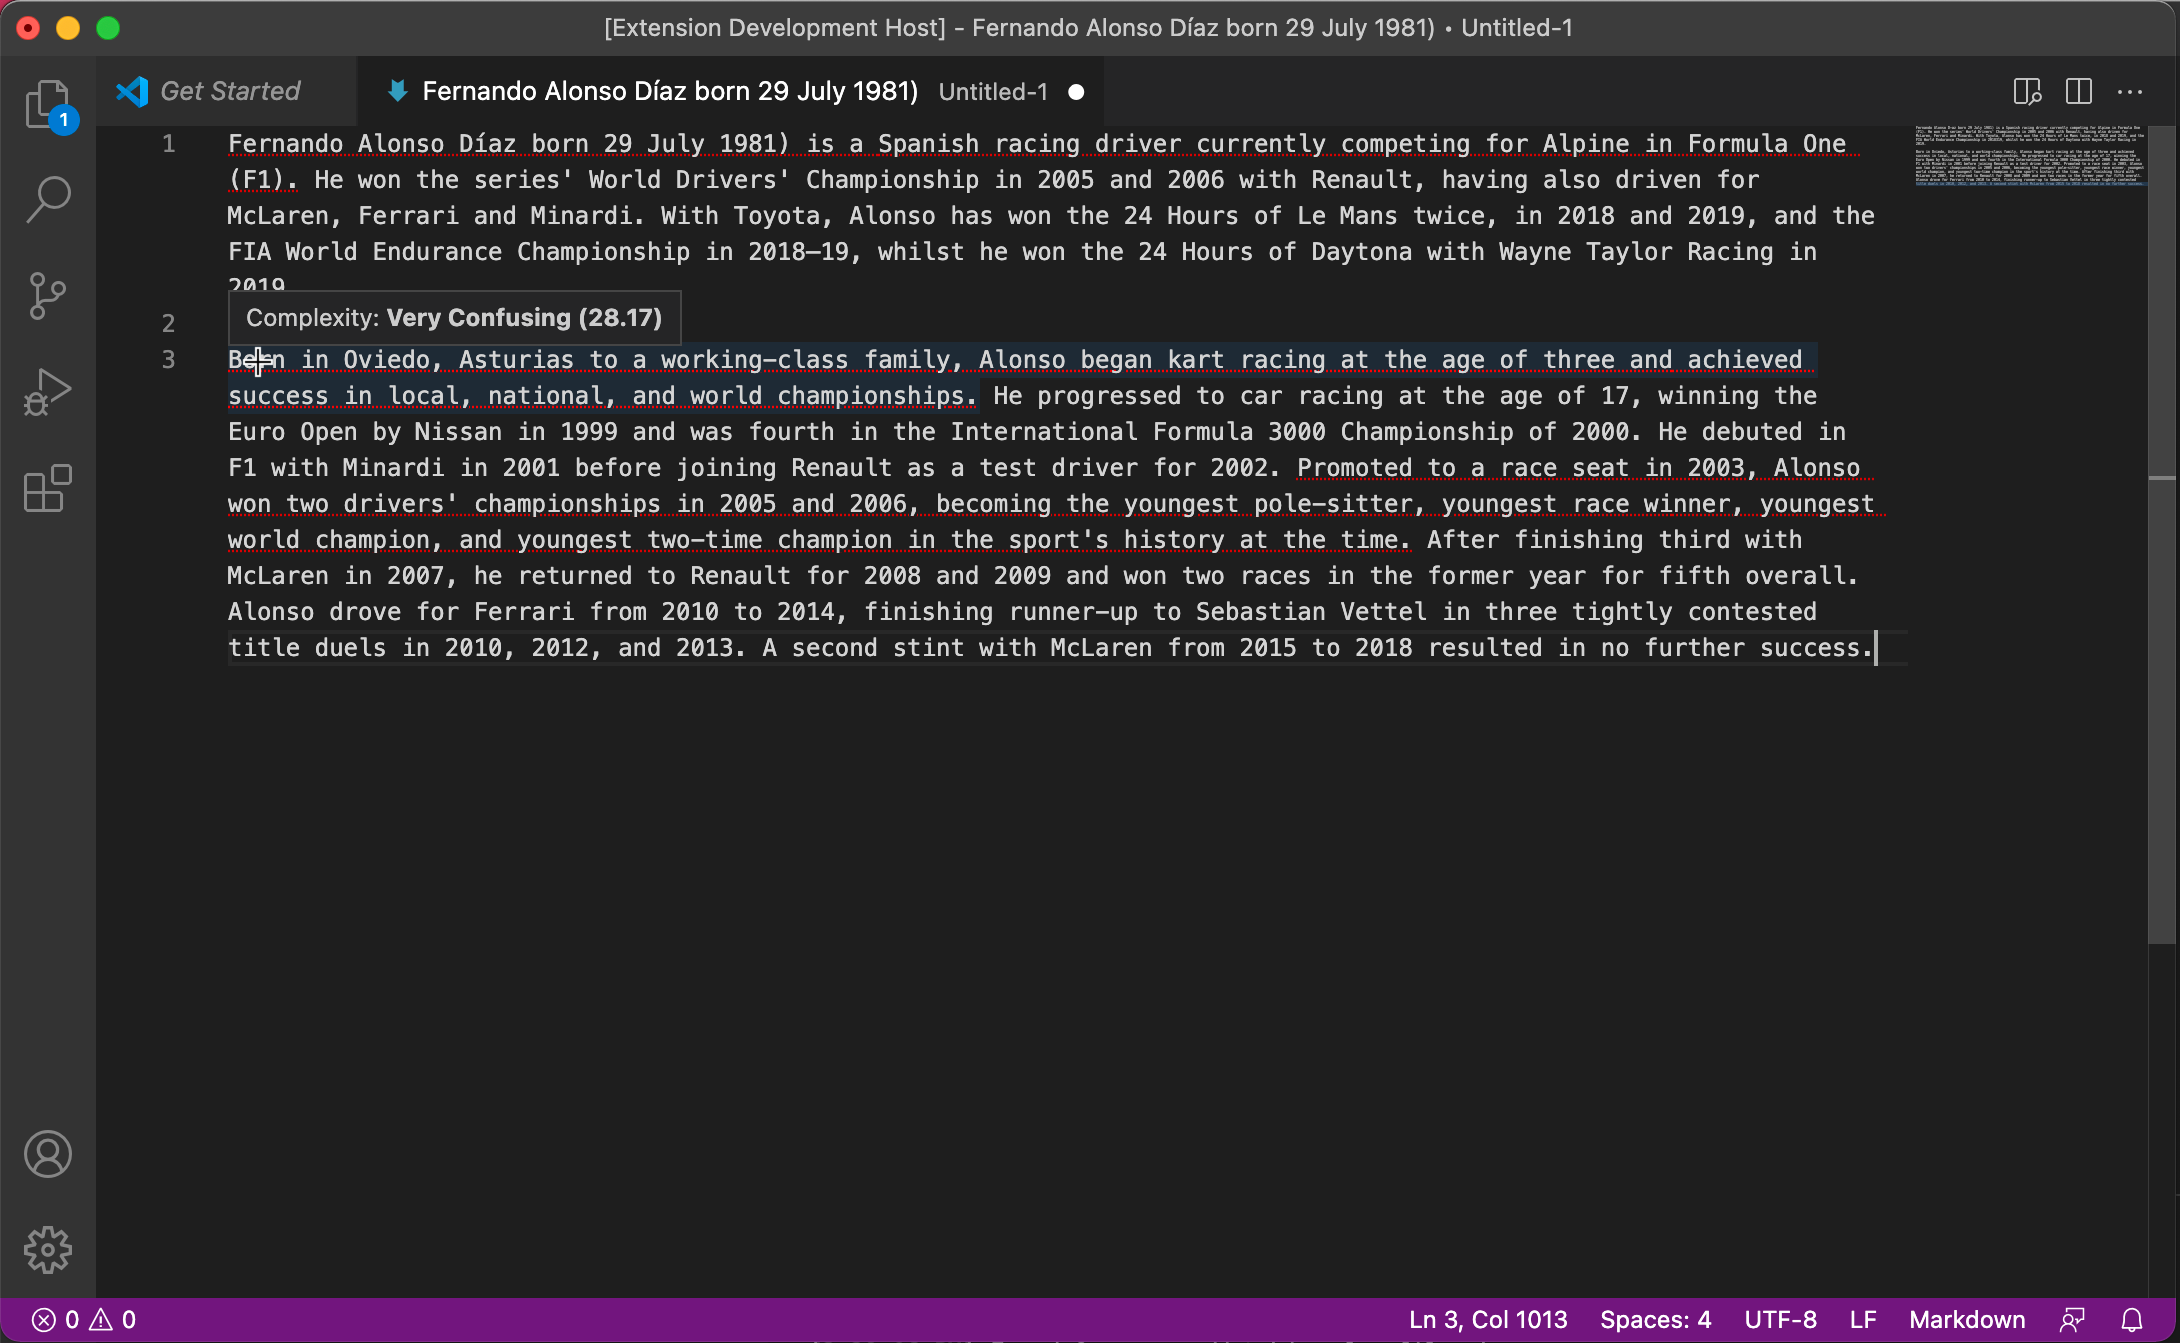 [Extension Development Host] - Fernando Alonso Díaz born 29 July 1981) • Untitled-1
Get Started
Fernando Alonso Díaz born 29 July 1981) Untitled-1
1
1 Fernando Alonso Díaz born 29 July 1981) is a Spanish racing driver currently competing for Alpine in Formula One
(F1). He won the series' World Drivers' Championship in 2005 and 2006 with Renault, having also driven for
McLaren, Ferrari and Minardi. With Toyota, Alonso has won the 24 Hours of Le Mans twice, in 2018 and 2019, and the
FIA World Endurance Championship in 2018–19, whilst he won the 24 Hours of Daytona with Wayne Taylor Racing in
2019
Complexity: Very Confusing (28.17)
2
3 Born in Oviedo, Asturias to a working-class family, Alonso began kart racing at the age of three and achieved
success in local, national, and world championships. He progressed to car racing at the age of 17, winning the
Euro Open by Nissan in 1999 and was fourth in the International Formula 3000 Championship of 2000. He debuted in
F1 with Minardi in 2001 before joining Renault as a test driver for 2002. Promoted to a race seat in 2003, Alonso
won two drivers' championships in 2005 and 2006, becoming the youngest pole-sitter, youngest race winner, youngest
world champion, and youngest two-time champion in the sport's history at the time. After finishing third with
McLaren in 2007, he returned to Renault for 2008 and 2009 and won two races in the former year for fifth overall.
Alonso drove for Ferrari from 2010 to 2014, finishing runner-up to Sebastian Vettel in three tightly contested
title duels in 2010, 2012, and 2013. A second stint with McLaren from 2015 to 2018 resulted in no further success.
0 0 Ln 3, Col 1013 Spaces: 4 UTF-8 LF Markdown